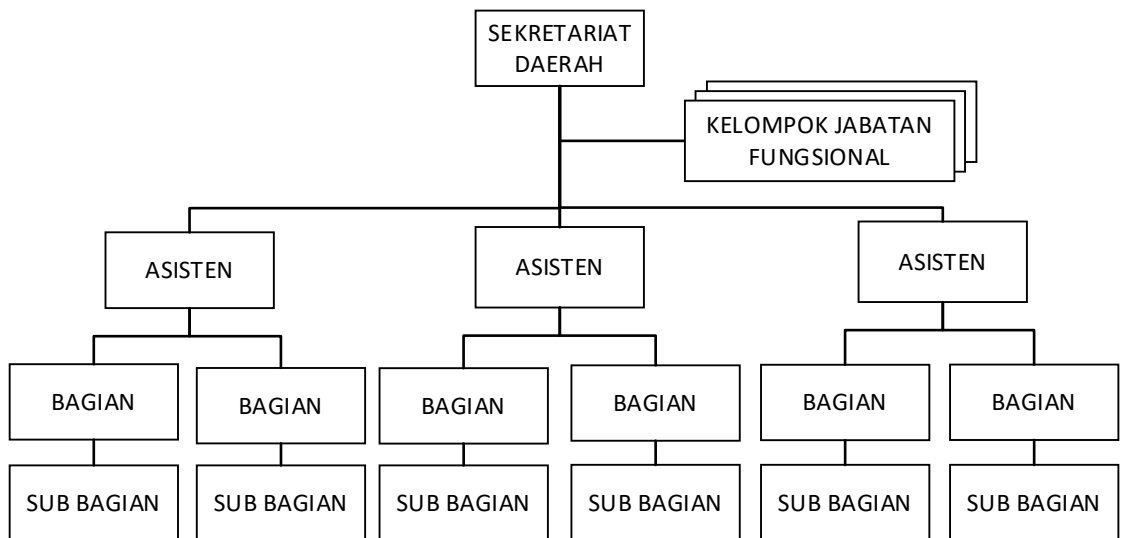 SEKRETARIAT
DAERAH
KELOMPOK JABATAN
FUNGSIONAL
ASISTEN
ASISTEN
ASISTEN
BAGIAN
BAGIAN
BAGIAN
BAGIAN
BAGIAN
BAGIAN
SUB BAGIAN
SUB BAGIAN
SUB BAGIAN
SUB BAGIAN
SUB BAGIAN
SUB BAGIAN